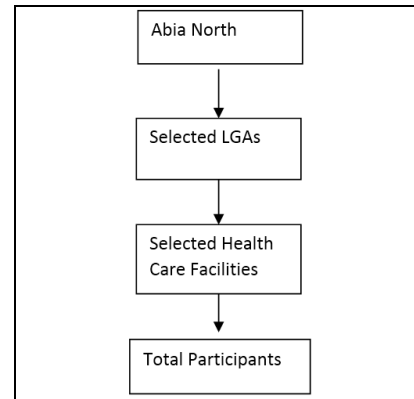 Abia North
Selected LGAs
Selected Health
Care Facilities
Total Participants